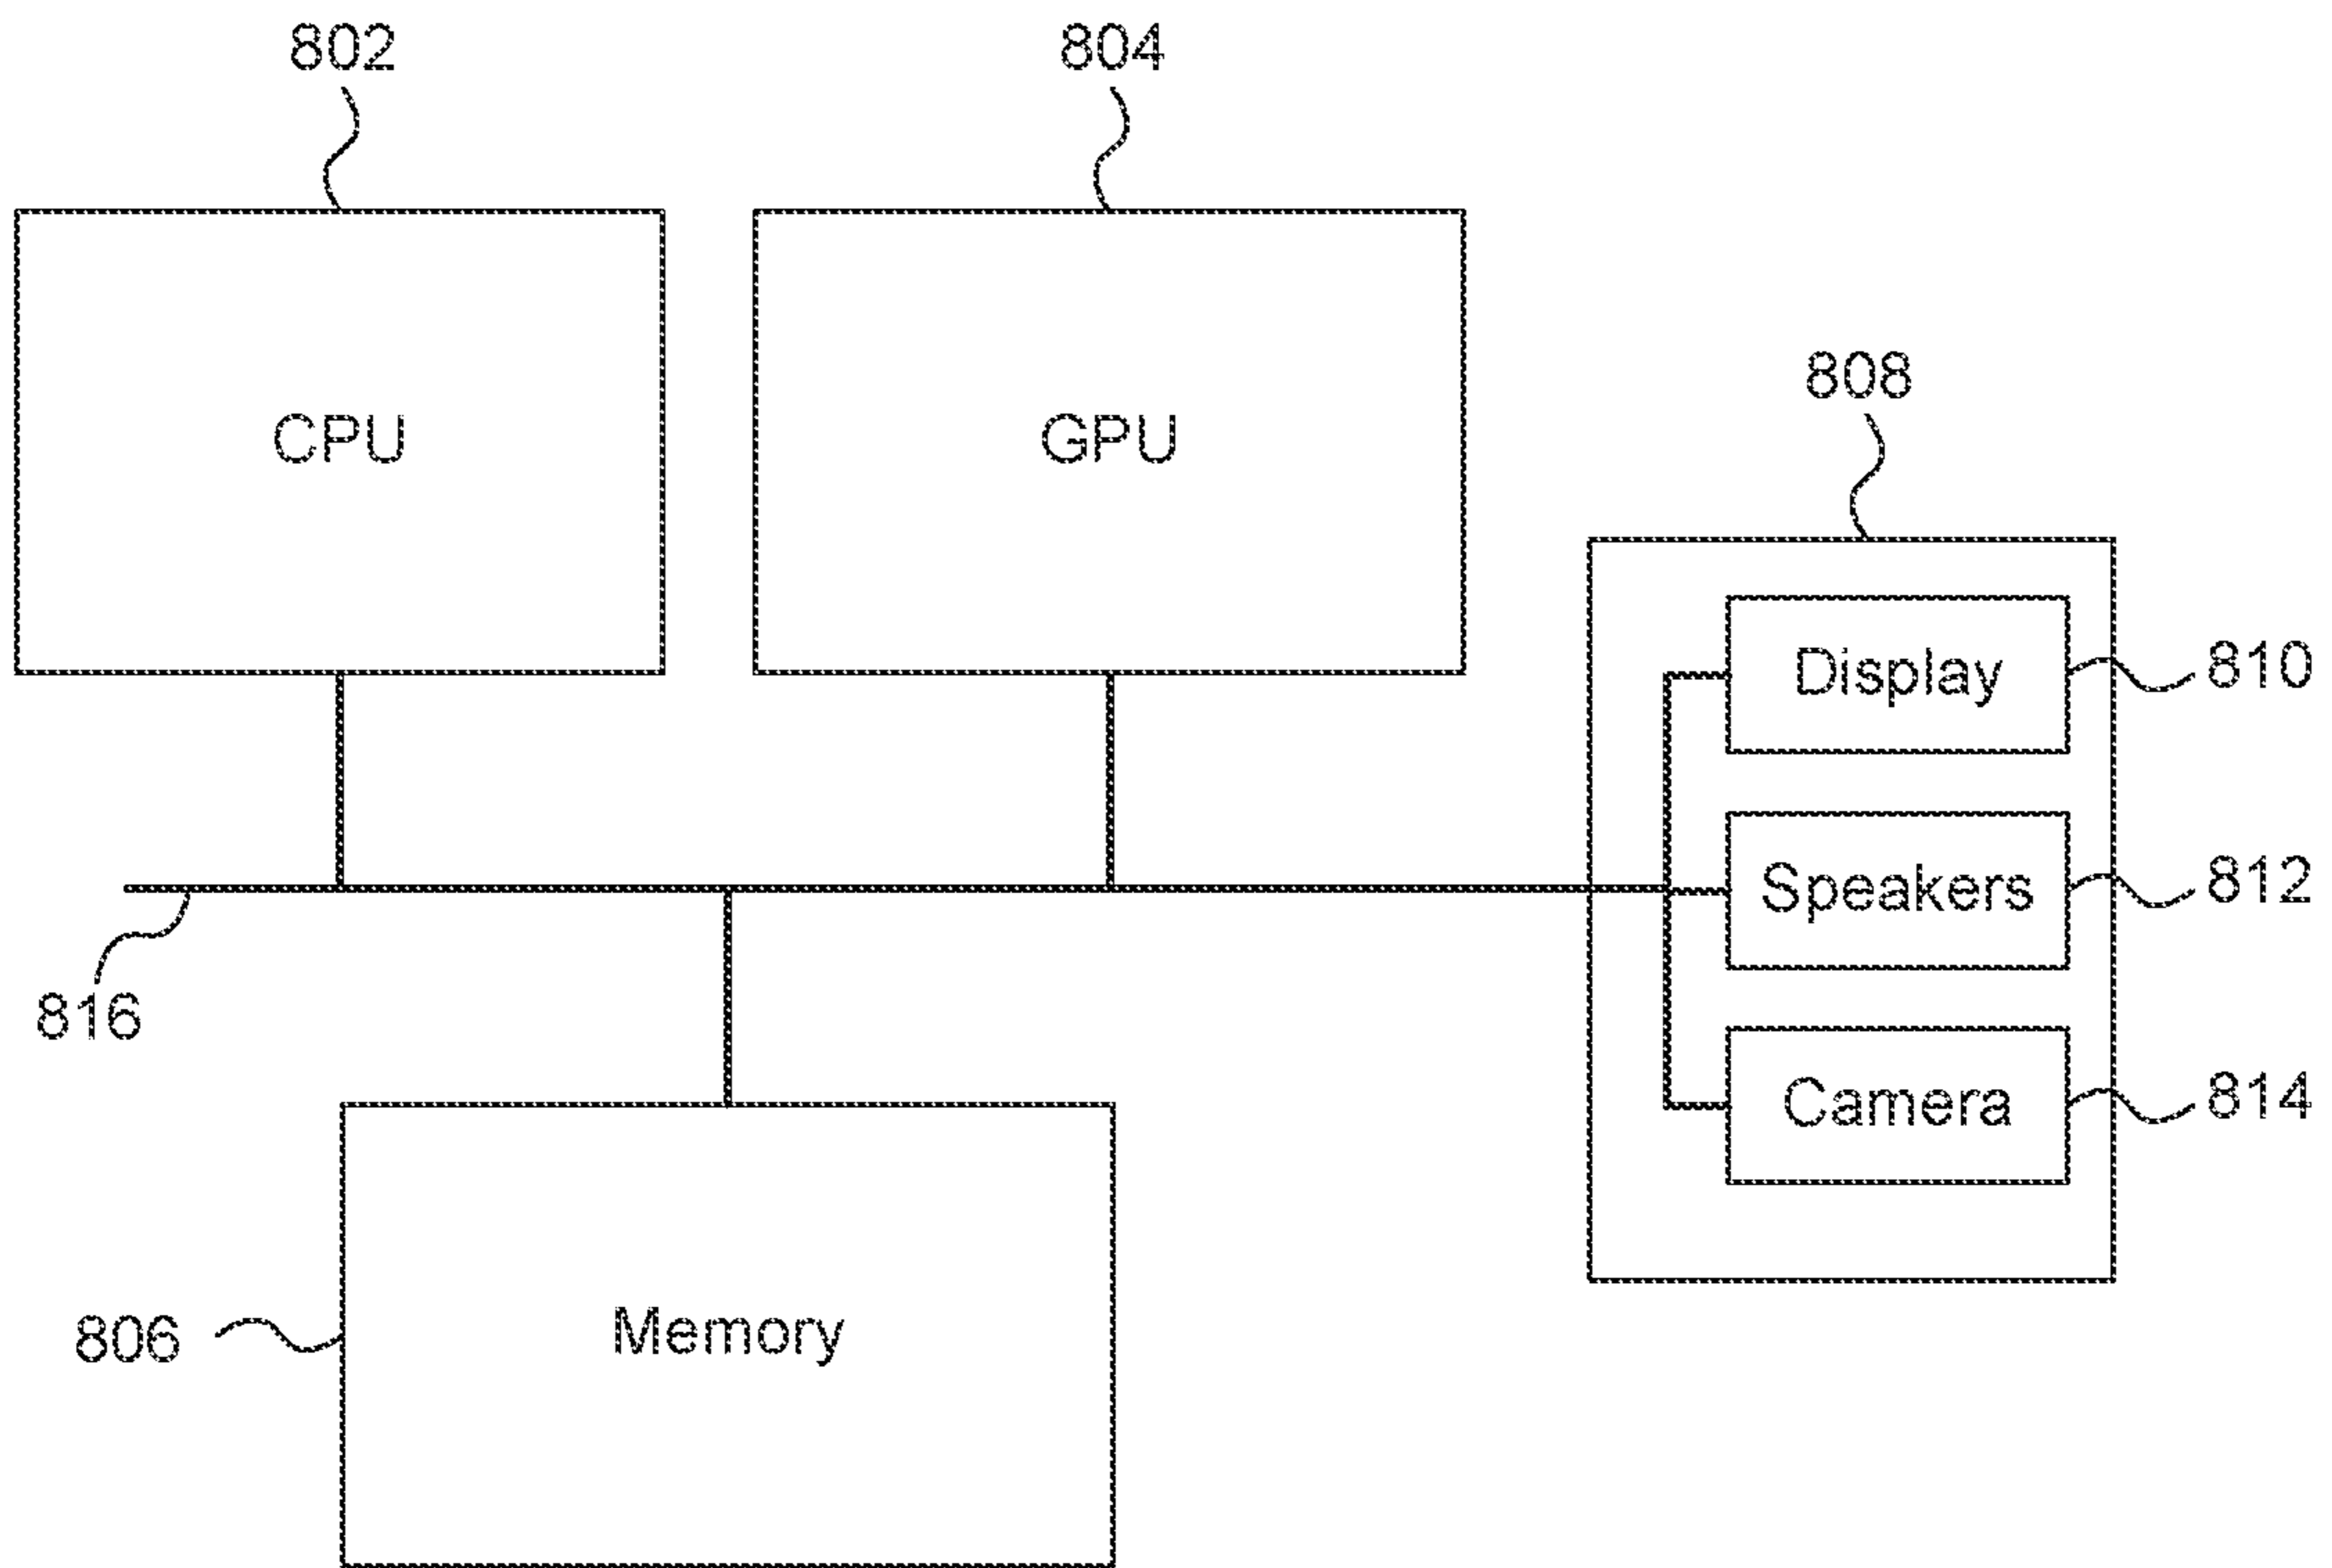 802
804
CPU
GPU
808
Display
810
Speakers
812
816
Camera
814
806
Memory